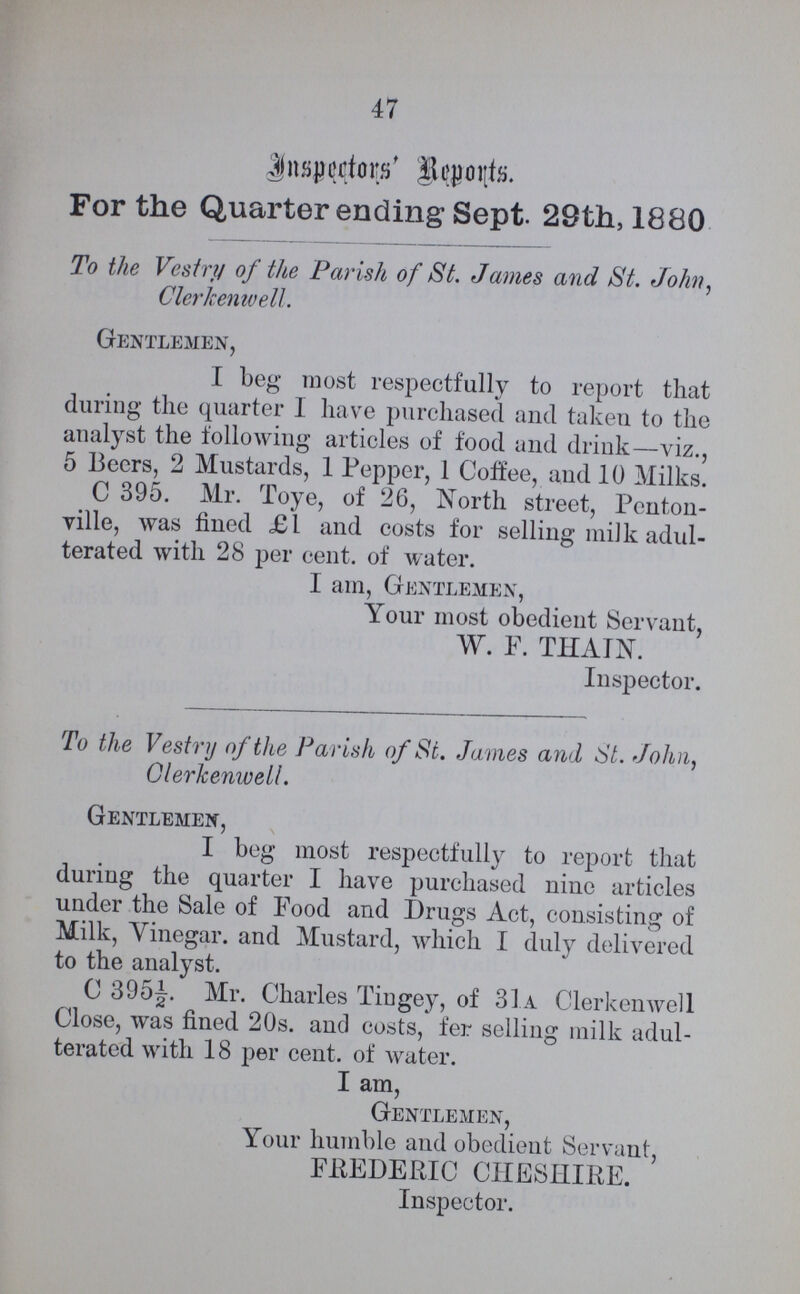 47
Inspectors' Reports.
For the Quarter ending Sept. 29th, 1880
To the Vestry of the Parish of St. James and St. John,
Clerkenwell.
GENTLEMEN,
I beg most respectfully to report that
during the quarter I have purchased and taken to the
analyst the following articles of food and drink—viz.,
5 Beers, 2 Mustards, 1 Pepper, 1 Coffee, and 10 Milks.
C 395. Mr. Toye, of 26, North street, Penton-
ville, was fined £1 and costs for selling milk adul-
terated with 28 per cent. of water.
I am, GENTLEMEN,
Your most obedient Servant,
W. F. THAIN.
Inspector.
To the Vestry of the Parish of St. James and St. John,
Clerkenwell.
GENTLEMEN,
I beg most respectfully to report that
during the quarter I have purchased nine articles
under the Sale of Food and Drugs Act, consisting of
Milk, Vinegar. and Mustard, which I duly delivered
to the analyst.
C 395½. Mr. Charles Tingey, of 31A Clerkenwell
Close, was fined 20s. and costs, fer selling milk adul-
terated with 18 per cent. of water.
I am,
GENTLEMEN,
Your humble and obedient Servant,
FREDERIC CHESHIRE.
Inspector.